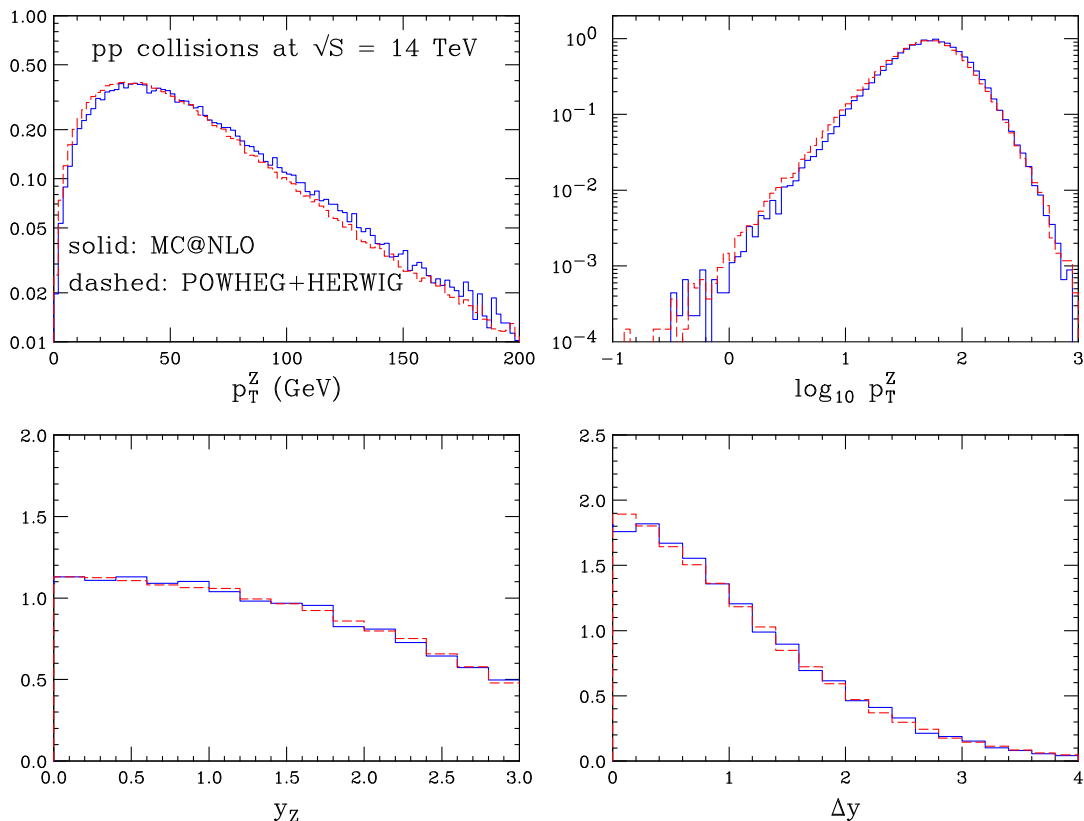 pp collisions at √S = 14 TeV
solid: MC@NLO
dashed: POWHEG+HERWIG
1.00
0.50
0.20
0.10
0.05
0.02
0.01
0 50 100 150 200
p_T^Z (GeV)
10^0
10^−1
10^−2
10^−3
10^−4
−1 0 1 2 3
log₁₀ p_T^Z
2.0
1.5
1.0
0.5
0.0
0.0 0.5 1.0 1.5 2.0 2.5 3.0
y_Z
2.5
2.0
1.5
1.0
0.5
0.0
0 1 2 3 4
Δy